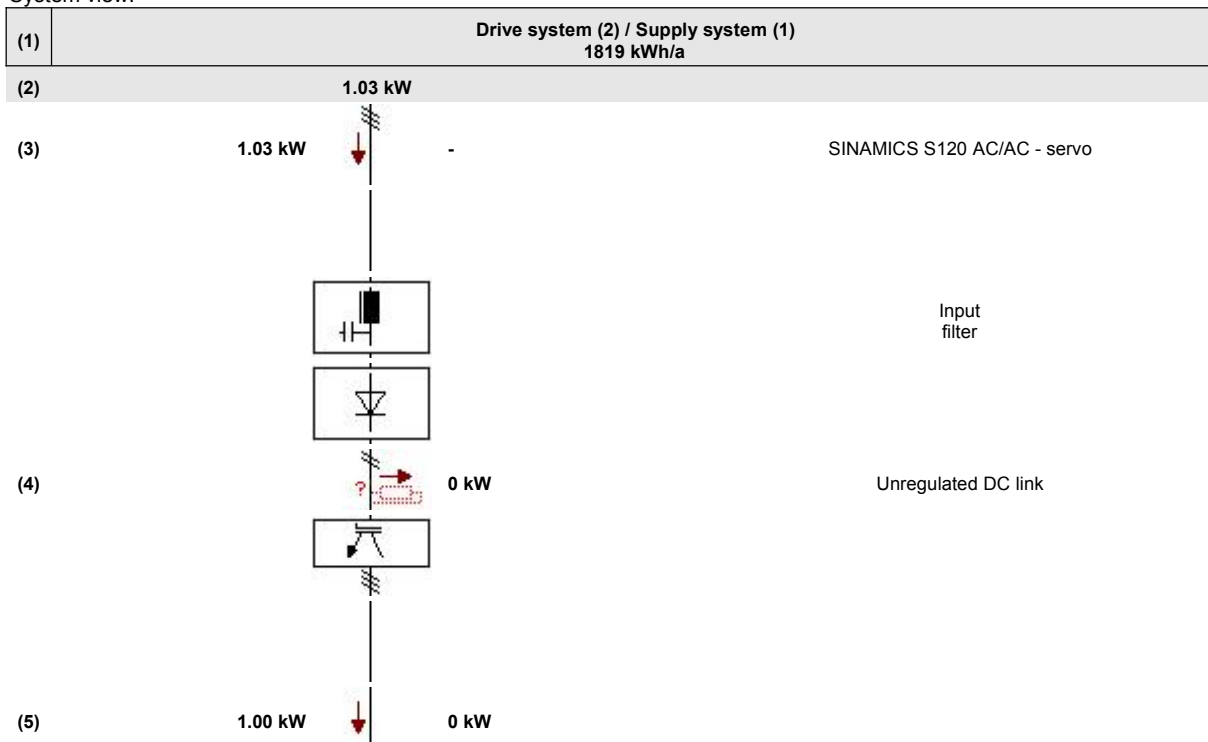 System view:
(1) Drive system (2) / Supply system (1)
1819 kWh/a
(2) 1.03 kW
(3) 1.03 kW - SINAMICS S120 AC/AC - servo
Input
filter
?
(4) 0 kW Unregulated DC link
(5) 1.00 kW 0 kW